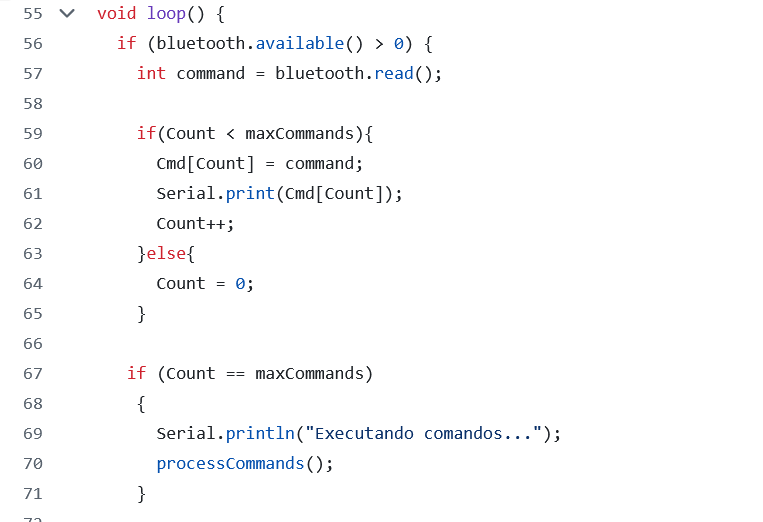 55 void loop() {
56 if (bluetooth.available() > 0) {
57 int command = bluetooth.read();
58
59 if(Count < maxCommands){
60 Cmd[Count] = command;
61 Serial.print(Cmd[Count]);
62 Count++;
63 }else{
64 Count = 0;
65 }
66
67 if (Count == maxCommands)
68 {
69 Serial.println("Executando comandos...");
70 processCommands();
71 }